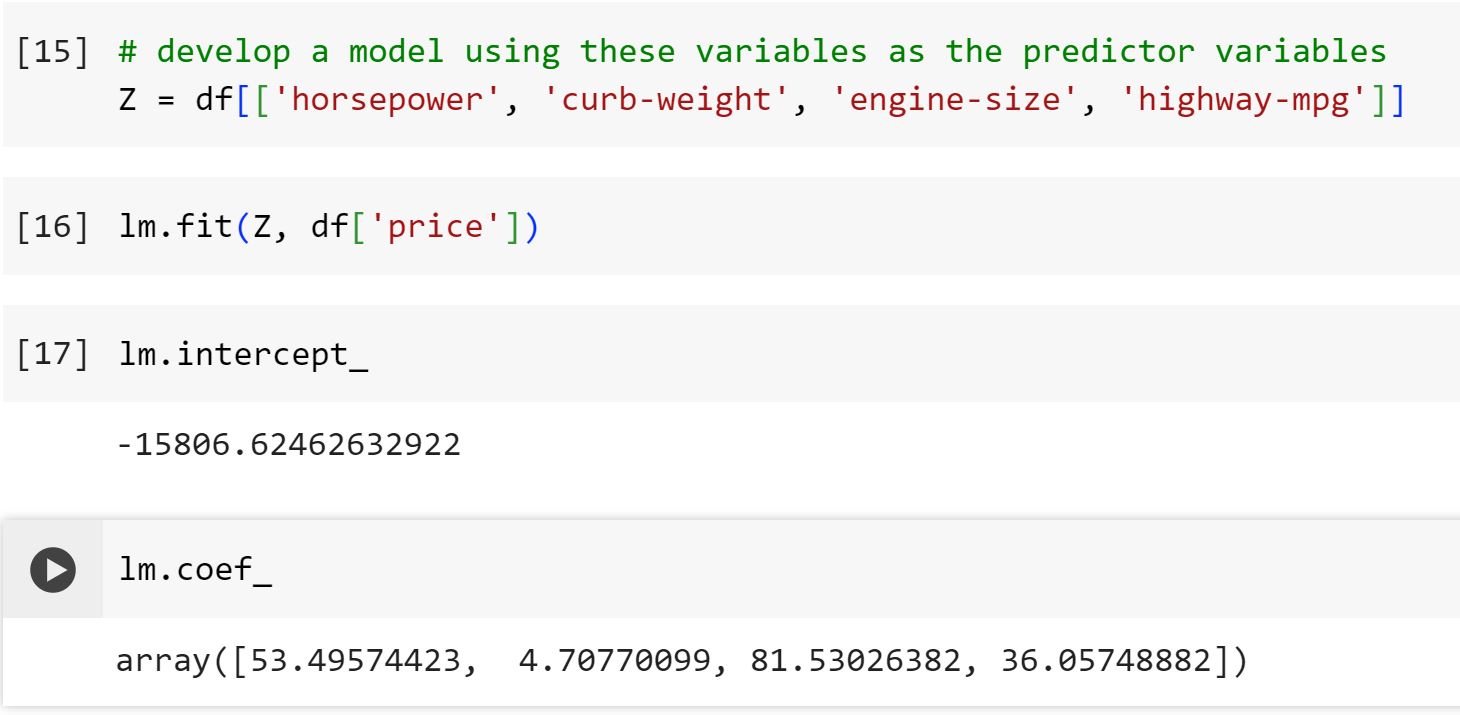 [15] # develop a model using these variables as the predictor variables
Z = df[['horsepower', 'curb-weight', 'engine-size', 'highway-mpg']]
[16] lm.fit(Z, df['price'])
[17] lm.intercept_
-15806.62462632922
lm.coef_
array([53.49574423,  4.70770099, 81.53026382, 36.05748882])